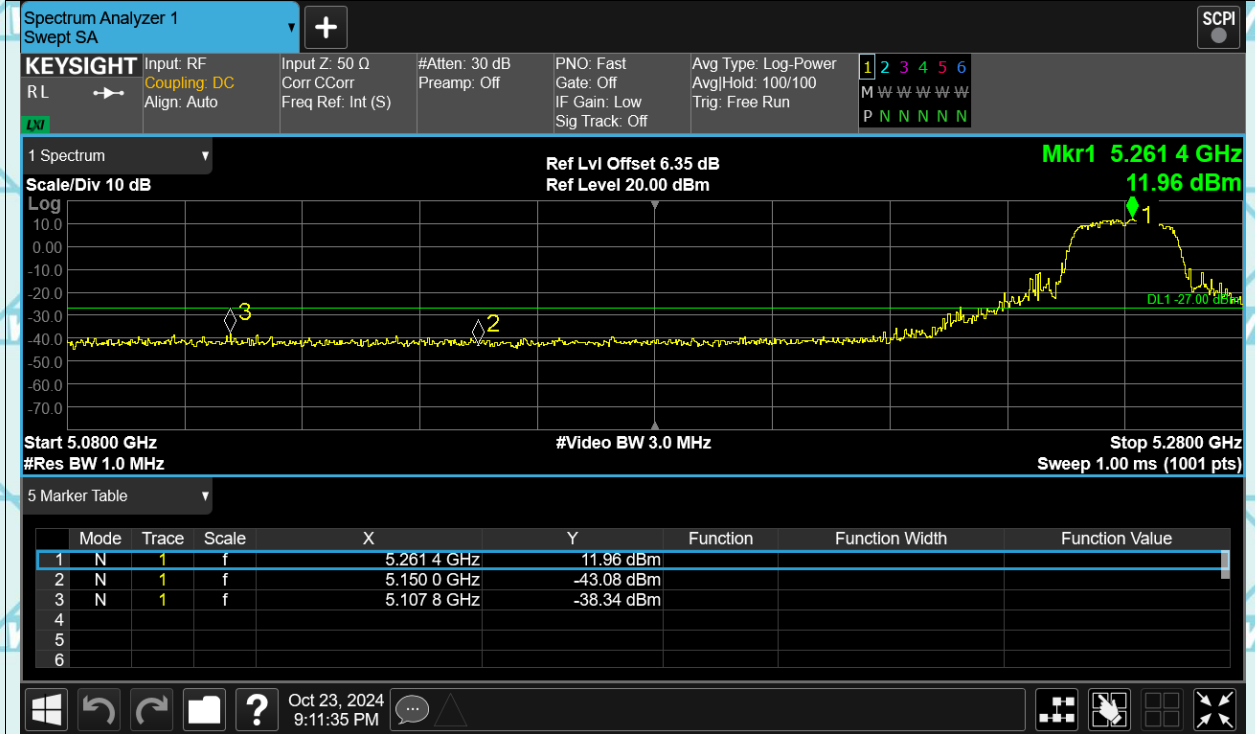 Spectrum Analyzer 1
Swept SA
SCPI
KEYSIGHT
R L
LXI
Input: RF
Coupling: DC
Align: Auto
Input Z: 50 Ω
Corr CCorr
Freq Ref: Int (S)
#Atten: 30 dB
Preamp: Off
PNO: Fast
Gate: Off
IF Gain: Low
Sig Track: Off
Avg Type: Log-Power
Avg|Hold: 100/100
Trig: Free Run
1 2 3 4 5 6
M W W W W W W
P N N N N N N
1 Spectrum
Scale/Div 10 dB
Ref Lvl Offset 6.35 dB
Ref Level 20.00 dBm
Mkr1 5.261 4 GHz
11.96 dBm
Log
10.0
0.00
-10.0
-20.0
-30.0
-40.0
-50.0
-60.0
-70.0
1
2
3
DL1 -27.00 dBm
Start 5.0800 GHz
#Video BW 3.0 MHz
Stop 5.2800 GHz
#Res BW 1.0 MHz
Sweep 1.00 ms (1001 pts)
5 Marker Table
Mode Trace Scale X Y Function Function Width Function Value
1 N 1 f 5.261 4 GHz 11.96 dBm
2 N 1 f 5.150 0 GHz -43.08 dBm
3 N 1 f 5.107 8 GHz -38.34 dBm
4
5
6
?
Oct 23, 2024
9:11:35 PM